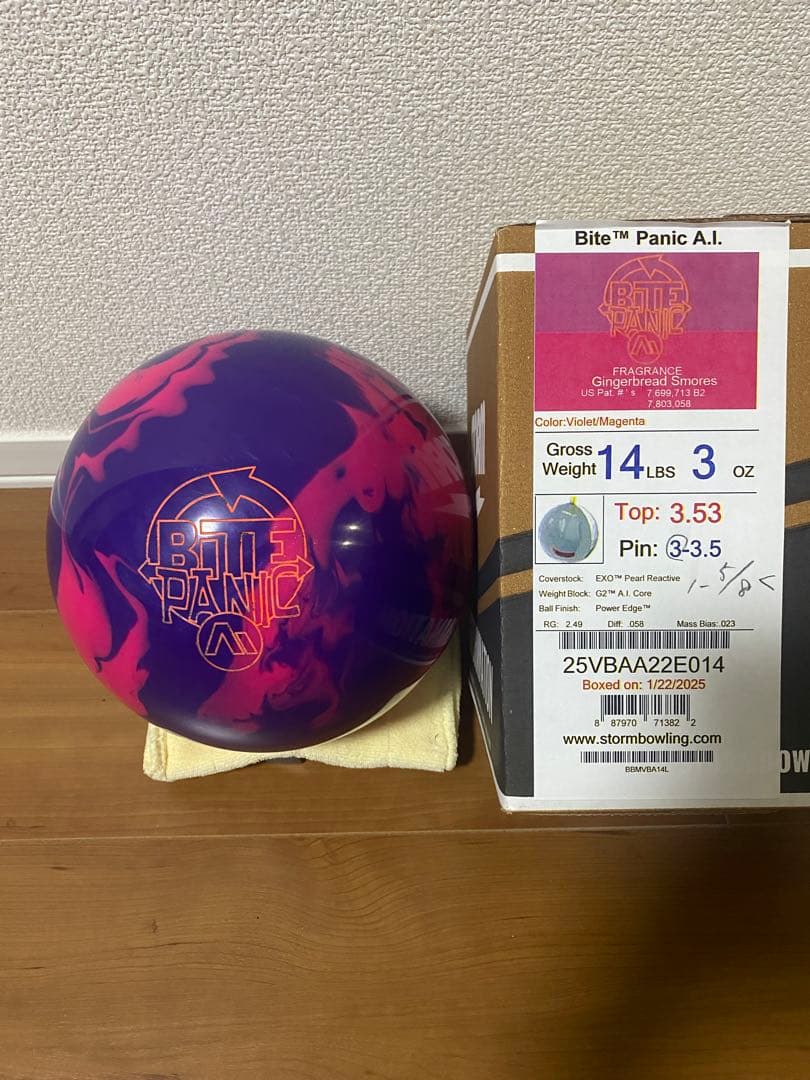 BITE
PANIC
Bite™ Panic A.I.
BITE
PANIC
FRAGRANCE
Gingerbread Smores
US Pat. #'s 7,699,713 B2
7,803,058
Color:Violet/Magenta
Gross
Weight 14 LBS 3 OZ
Top: 3.53
Pin: 3-3.5
1-5/8<
Coverstock: EXO™ Pearl Reactive
Weight Block: G2™ A.I. Core
Ball Finish: Power Edge™
RG: 2.49 Diff: .058 Mass Bias:.023
25VBAA22E014
Boxed on: 1/22/2025
8 87970 71382 2
www.stormbowling.com
BBMVBA14L
OW